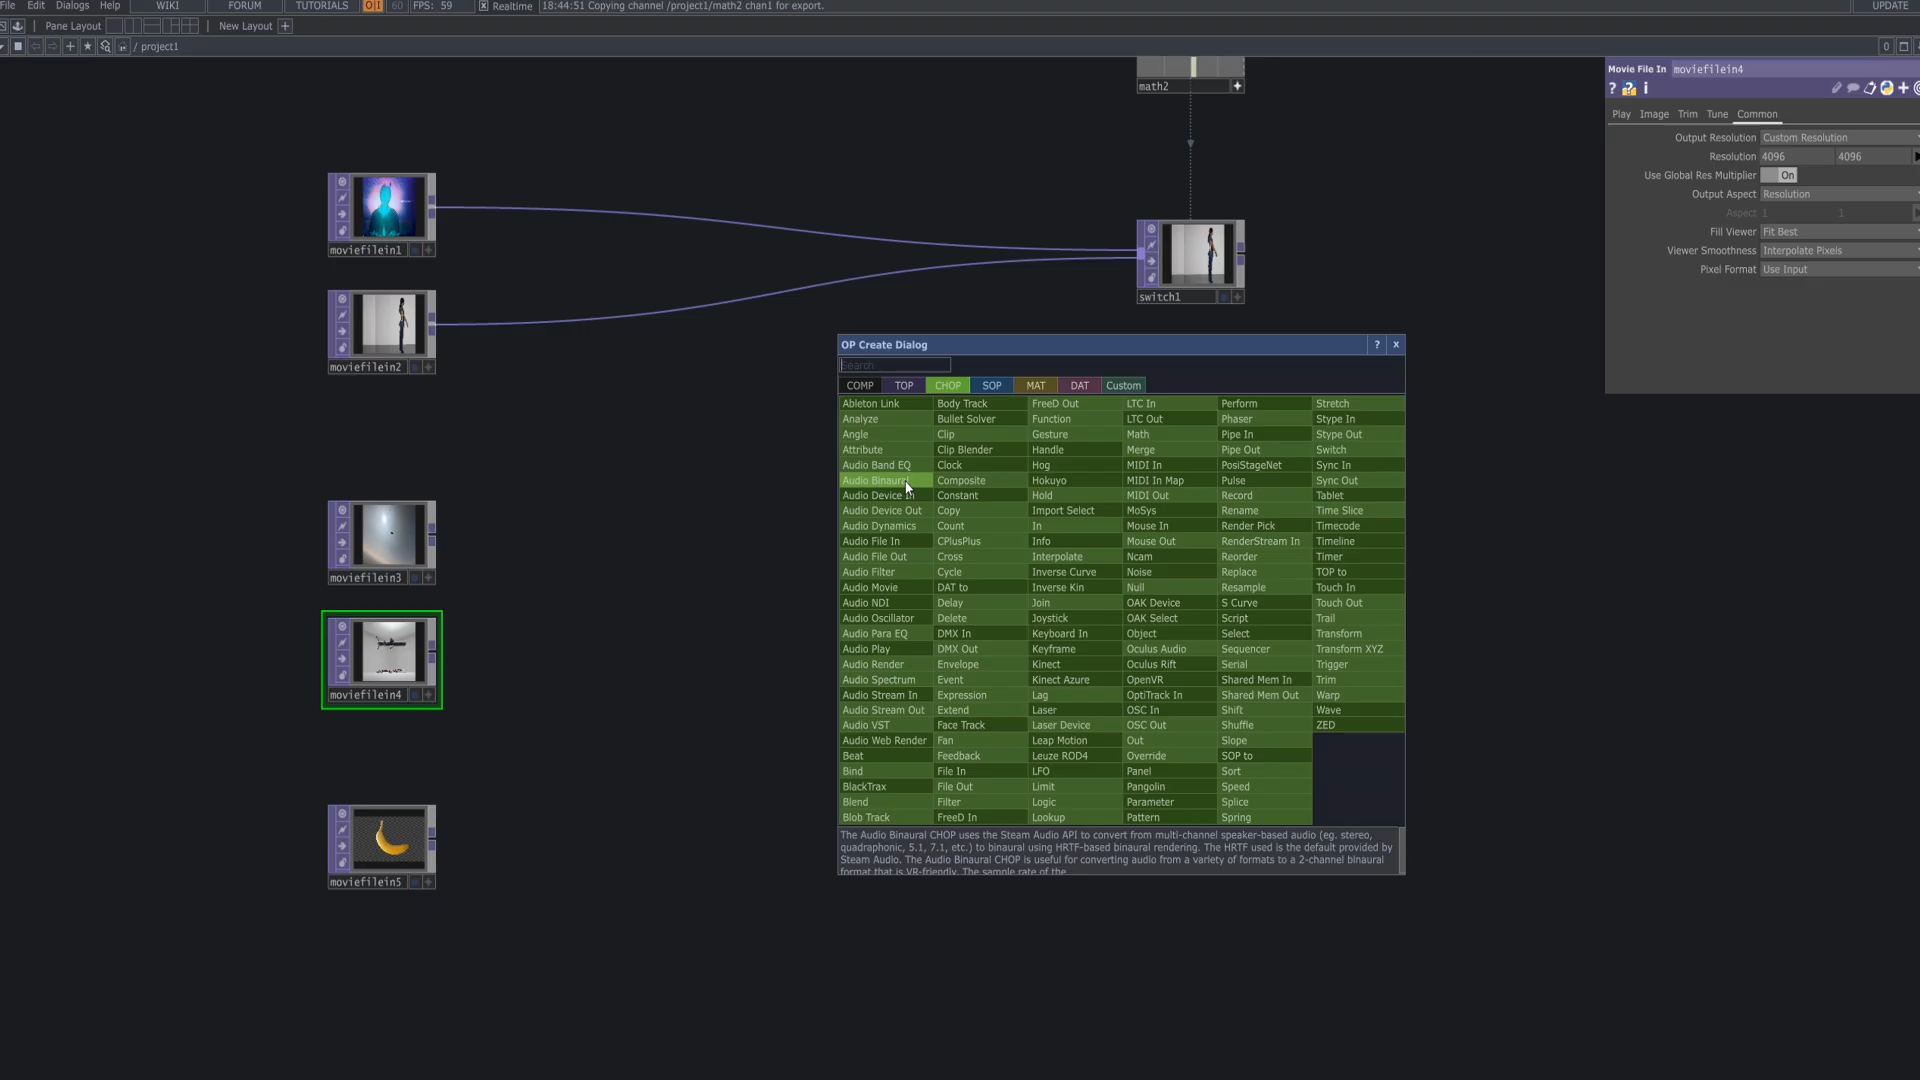 File Edit Dialogs Help WIKI FORUM TUTORIALS O|I 60 FPS: 59 X Realtime 18:44:51 Copying channel /project1/math2 chan1 for export. UPDATE
Pane Layout New Layout +
/ project1 0
math2
Movie File In moviefilein4
Play Image Trim Tune Common
Output Resolution Custom Resolution
Resolution 4096 4096
Use Global Res Multiplier On
Output Aspect Resolution
Aspect 1 1
Fill Viewer Fit Best
Viewer Smoothness Interpolate Pixels
Pixel Format Use Input
moviefilein1
switch1
moviefilein2
moviefilein3
moviefilein4
moviefilein5
OP Create Dialog ? x
Search
COMP TOP CHOP SOP MAT DAT Custom
Ableton Link Body Track FreeD Out LTC In Perform Stretch
Analyze Bullet Solver Function LTC Out Phaser Stype In
Angle Clip Gesture Math Pipe In Stype Out
Attribute Clip Blender Handle Merge Pipe Out Switch
Audio Band EQ Clock Hog MIDI In PosiStageNet Sync In
Audio Binaural Composite Hokuyo MIDI In Map Pulse Sync Out
Audio Device In Constant Hold MIDI Out Record Tablet
Audio Device Out Copy Import Select MoSys Rename Time Slice
Audio Dynamics Count In Mouse In Render Pick Timecode
Audio File In CPlusPlus Info Mouse Out RenderStream In Timeline
Audio File Out Cross Interpolate Ncam Reorder Timer
Audio Filter Cycle Inverse Curve Noise Replace TOP to
Audio Movie DAT to Inverse Kin Null Resample Touch In
Audio NDI Delay Join OAK Device S Curve Touch Out
Audio Oscillator Delete Joystick OAK Select Script Trail
Audio Para EQ DMX In Keyboard In Object Select Transform
Audio Play DMX Out Keyframe Oculus Audio Sequencer Transform XYZ
Audio Render Envelope Kinect Oculus Rift Serial Trigger
Audio Spectrum Event Kinect Azure OpenVR Shared Mem In Trim
Audio Stream In Expression Lag OptiTrack In Shared Mem Out Warp
Audio Stream Out Extend Laser OSC In Shift Wave
Audio VST Face Track Laser Device OSC Out Shuffle ZED
Audio Web Render Fan Leap Motion Out Slope
Beat Feedback Leuze ROD4 Override SOP to
Bind File In LFO Panel Sort
BlackTrax File Out Limit Pangolin Speed
Blend Filter Logic Parameter Splice
Blob Track FreeD In Lookup Pattern Spring
The Audio Binaural CHOP uses the Steam Audio API to convert from multi-channel speaker-based audio (eg. stereo,
quadraphonic, 5.1, 7.1, etc.) to binaural using HRTF-based binaural rendering. The HRTF used is the default provided by
Steam Audio. The Audio Binaural CHOP is useful for converting audio from a variety of formats to a 2-channel binaural
format that is VR-friendly. The sample rate of the